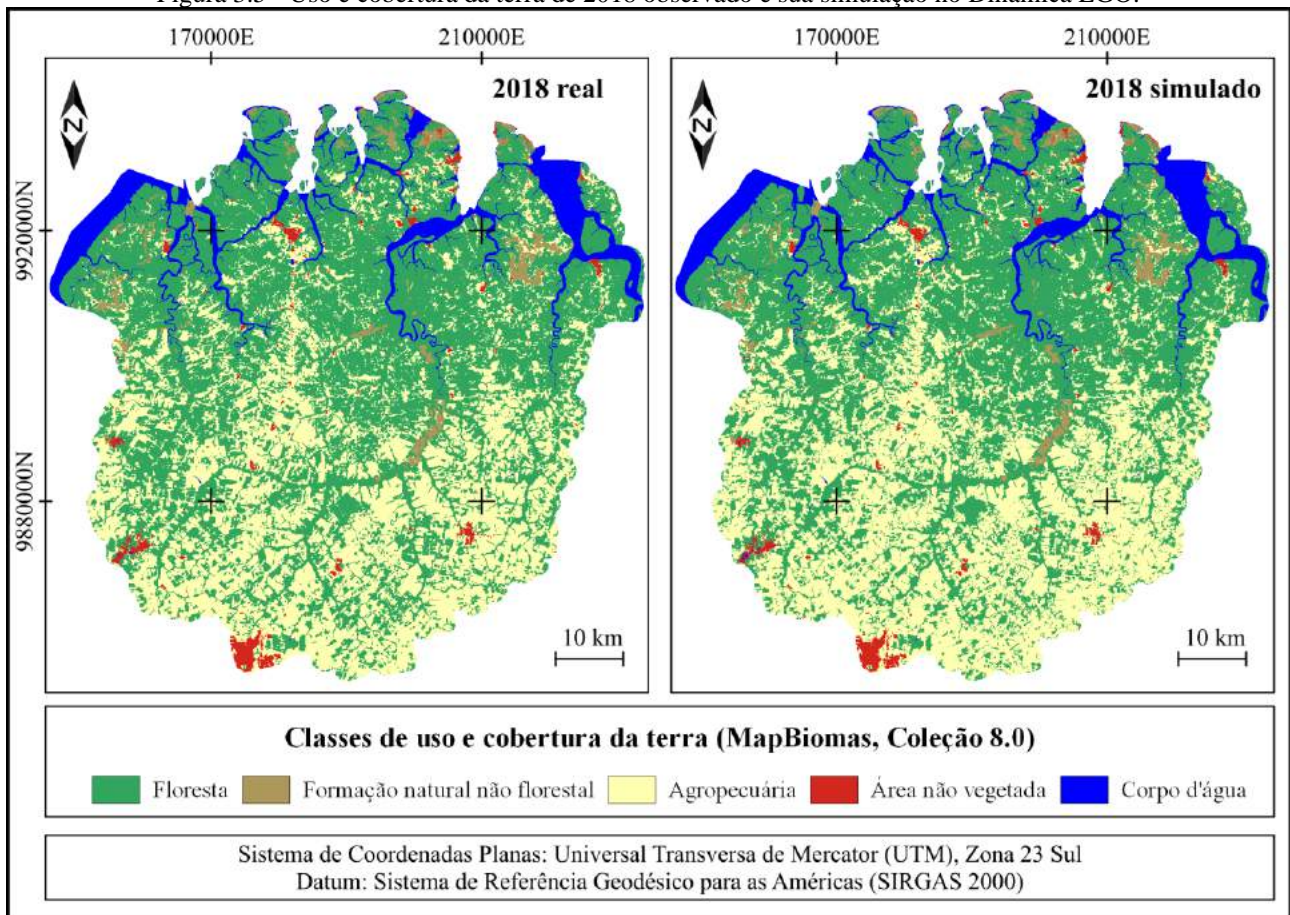 170000E 210000E 170000E 210000E
2018 real 2018 simulado
N N
9920000N
9880000N
10 km 10 km
Classes de uso e cobertura da terra (MapBiomas, Coleção 8.0)
Floresta Formação natural não florestal Agropecuária Área não vegetada Corpo d'água
Sistema de Coordenadas Planas: Universal Transversa de Mercator (UTM), Zona 23 Sul
Datum: Sistema de Referência Geodésico para as Américas (SIRGAS 2000)